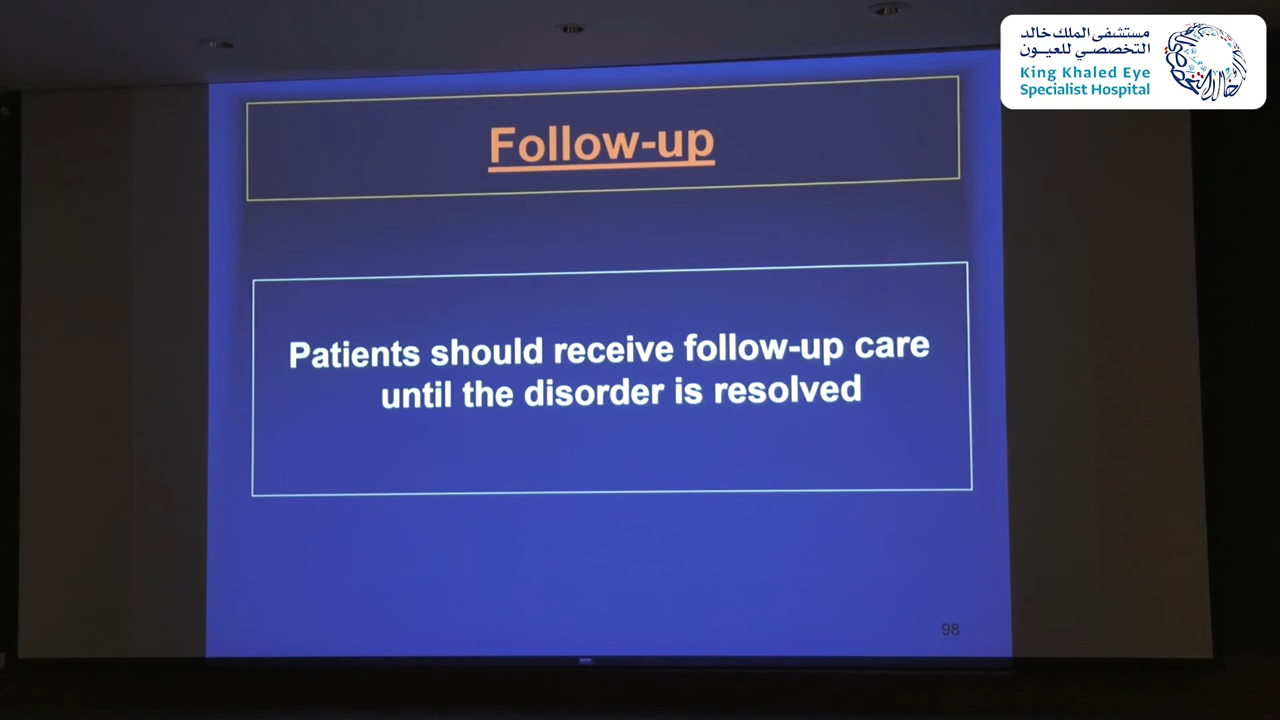 مستشفى الملك خالد
التخصصي للعيون
King Khaled Eye
Specialist Hospital
Follow-up
Patients should receive follow-up care
until the disorder is resolved
98